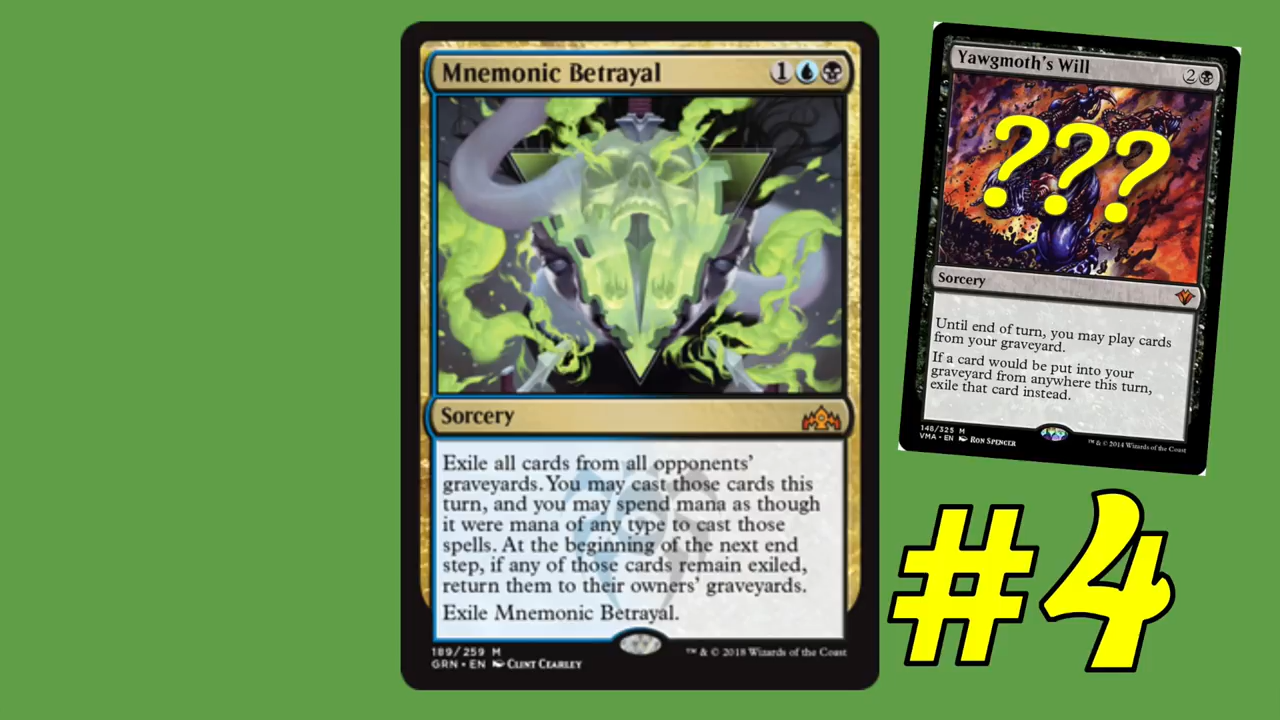 Mnemonic Betrayal 1
Sorcery
Exile all cards from all opponents'
graveyards. You may cast those cards this
turn, and you may spend mana as though
it were mana of any type to cast those
spells. At the beginning of the next end
step, if any of those cards remain exiled,
return them to their owners' graveyards.
Exile Mnemonic Betrayal.
189/259 M
GRN • EN CLINT CEARLEY
™ & © 2018 Wizards of the Coast
Yawgmoth's Will 2
???
Sorcery
Until end of turn, you may play cards
from your graveyard.
If a card would be put into your
graveyard from anywhere this turn,
exile that card instead.
148/325 M
VMA • EN RON SPENCER
™ & © 2014 Wizards of the Coast
#4